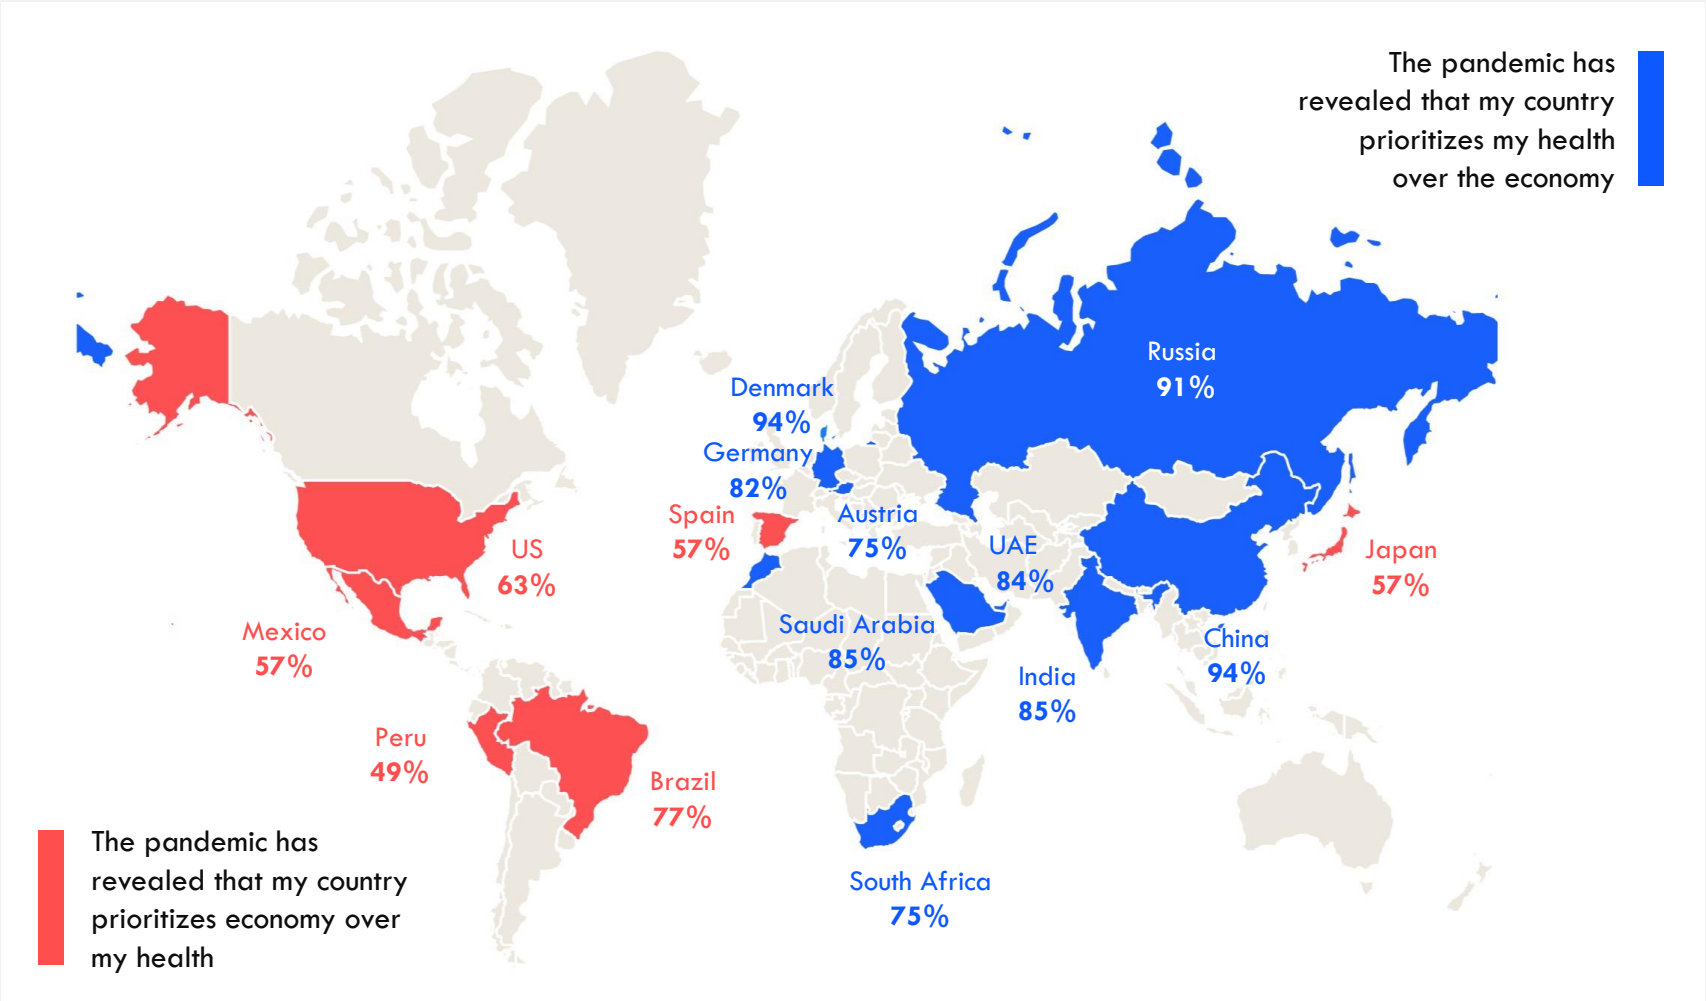 The pandemic has
revealed that my country
prioritizes my health
over the economy
Russia
91%
Denmark
94%
Germany
82%
Spain
57%
Austria
75%
UAE
84%
US
63%
Japan
57%
Mexico
57%
Saudi Arabia
85%
China
94%
India
85%
Peru
49%
Brazil
77%
South Africa
75%
The pandemic has
revealed that my country
prioritizes economy over
my health